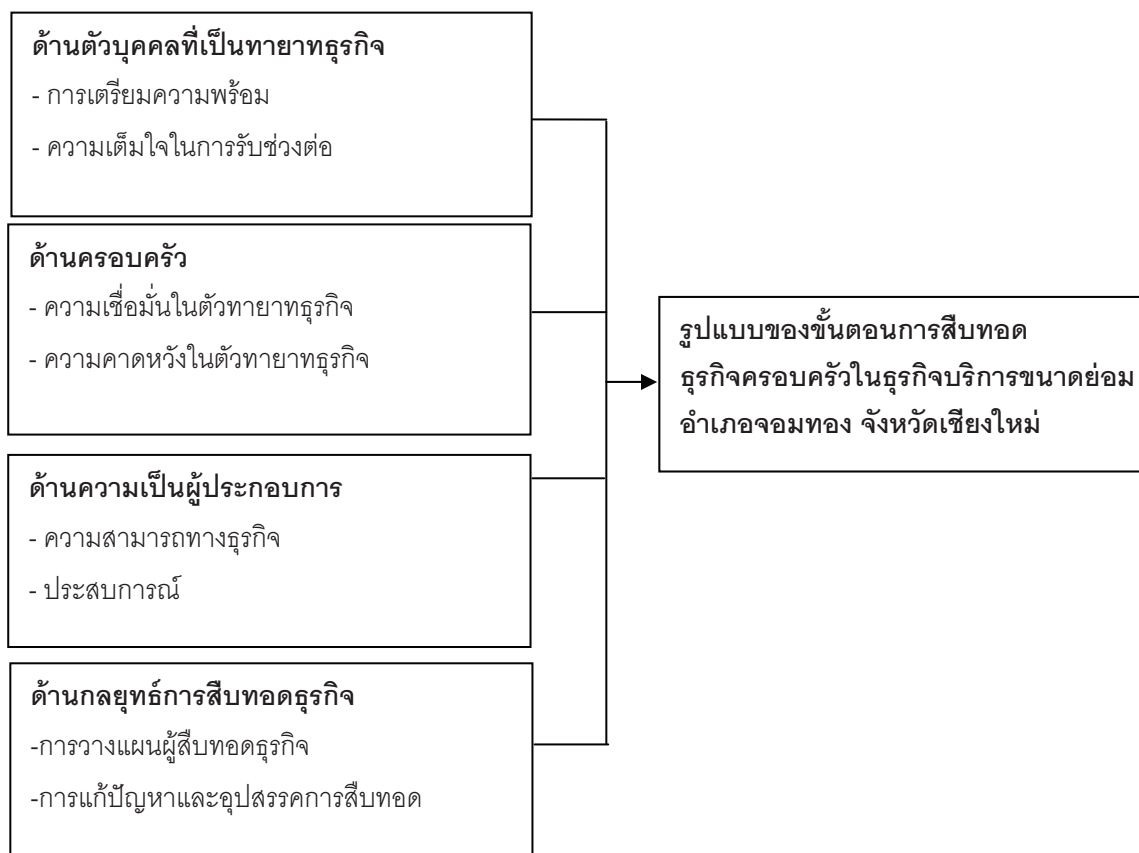 ด้านตัวบุคคลที่เป็นทายาทธุรกิจ
- การเตรียมความพร้อม
- ความเต็มใจในการรับช่วงต่อ
ด้านครอบครัว
- ความเชื่อมั่นในตัวทายาทธุรกิจ
- ความคาดหวังในตัวทายาทธุรกิจ
ด้านความเป็นผู้ประกอบการ
- ความสามารถทางธุรกิจ
- ประสบการณ์
ด้านกลยุทธ์การสืบทอดธุรกิจ
-การวางแผนผู้สืบทอดธุรกิจ
-การแก้ปัญหาและอุปสรรคการสืบทอด
รูปแบบของขั้นตอนการสืบทอด
ธุรกิจครอบครัวในธุรกิจบริการขนาดย่อม
อำเภอจอมทอง จังหวัดเชียงใหม่